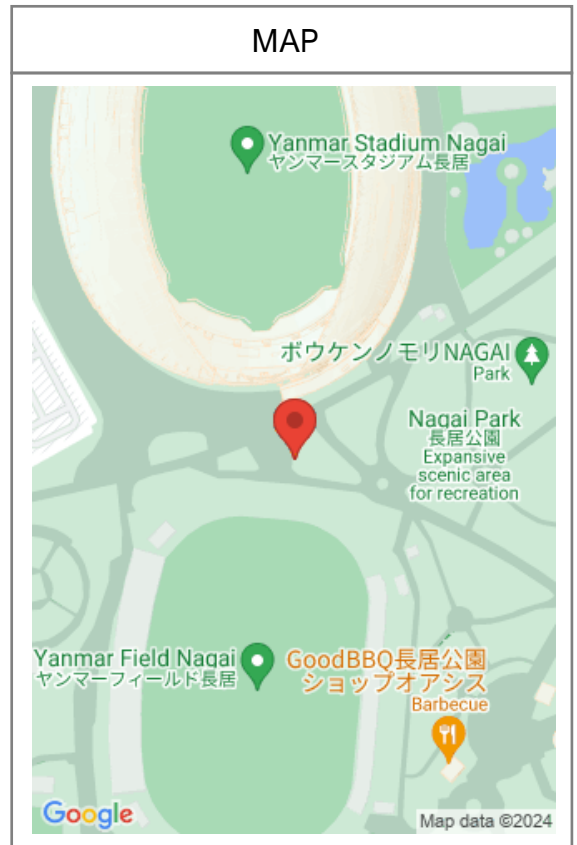 MAP
Yanmar Stadium Nagai
ヤンマースタジアム長居
ボウケンノモリNAGAI
Park
Nagai Park
長居公園
Expansive
scenic area
for recreation
Yanmar Field Nagai
ヤンマーフィールド長居
GoodBBQ長居公園
ショップオアシス
Barbecue
Google
Map data ©2024